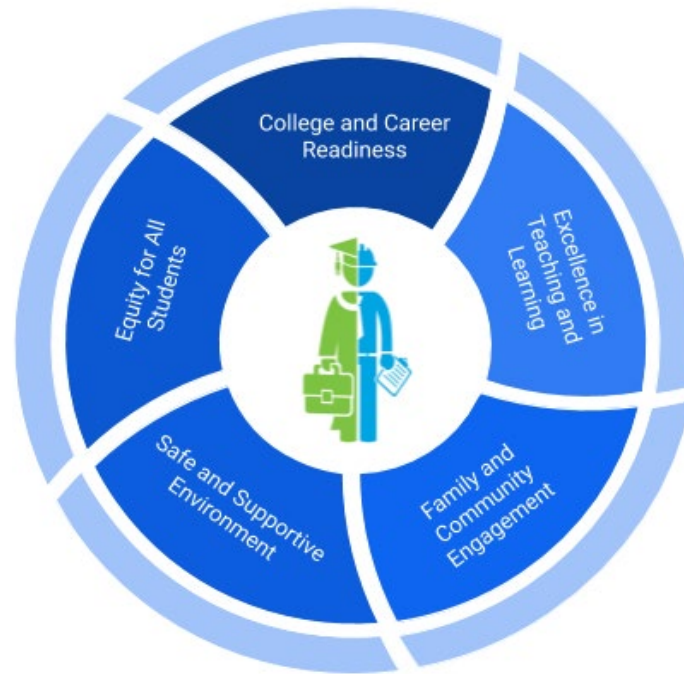 College and Career
Readiness
Excellence in
Teaching and
Learning
Family and
Community
Engagement
Safe and Supportive
Environment
Equity for All
Students